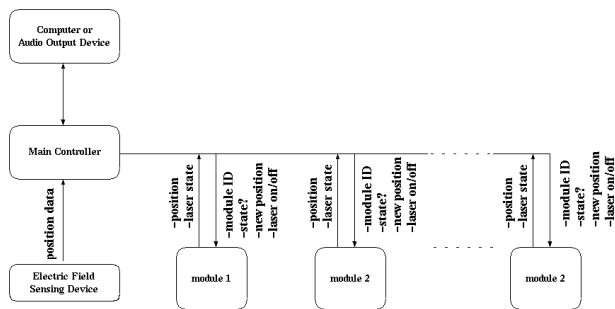 Computer or
Audio Output Device
Main Controller
position data
Electric Field
Sensing Device
-position
-laser state
-module ID
-state?
-new position
-laser on/off
module 1
-position
-laser state
-module ID
-state?
-new position
-laser on/off
module 2
-position
-laser state
-module ID
-state?
-new position
-laser on/off
module 2